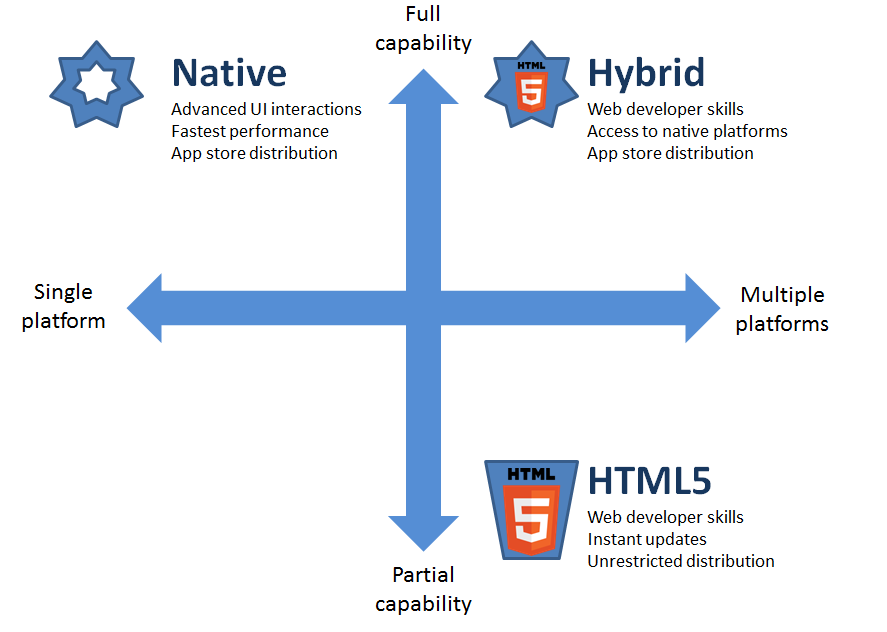 Full
capability
Native
Advanced UI interactions
Fastest performance
App store distribution
HTML
5
Hybrid
Web developer skills
Access to native platforms
App store distribution
Single
platform
Multiple
platforms
HTML
5
HTML5
Web developer skills
Instant updates
Unrestricted distribution
Partial
capability